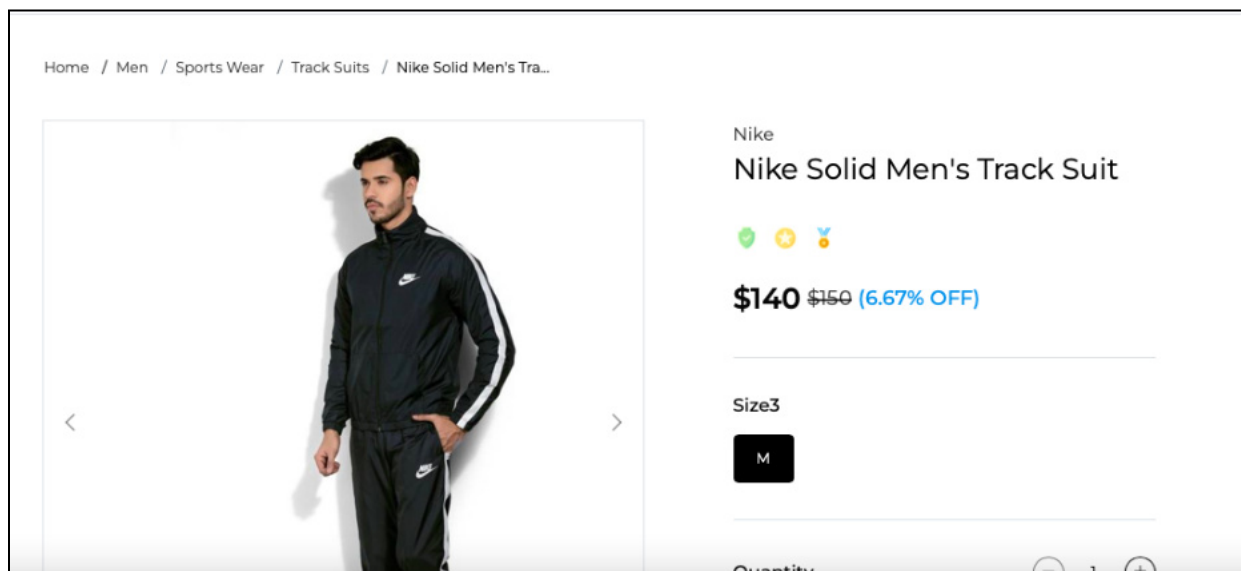 Home / Men / Sports Wear / Track Suits / Nike Solid Men's Tra...
Nike
Nike Solid Men's Track Suit
$140 $150 (6.67% OFF)
Size3
M
Quantity 1